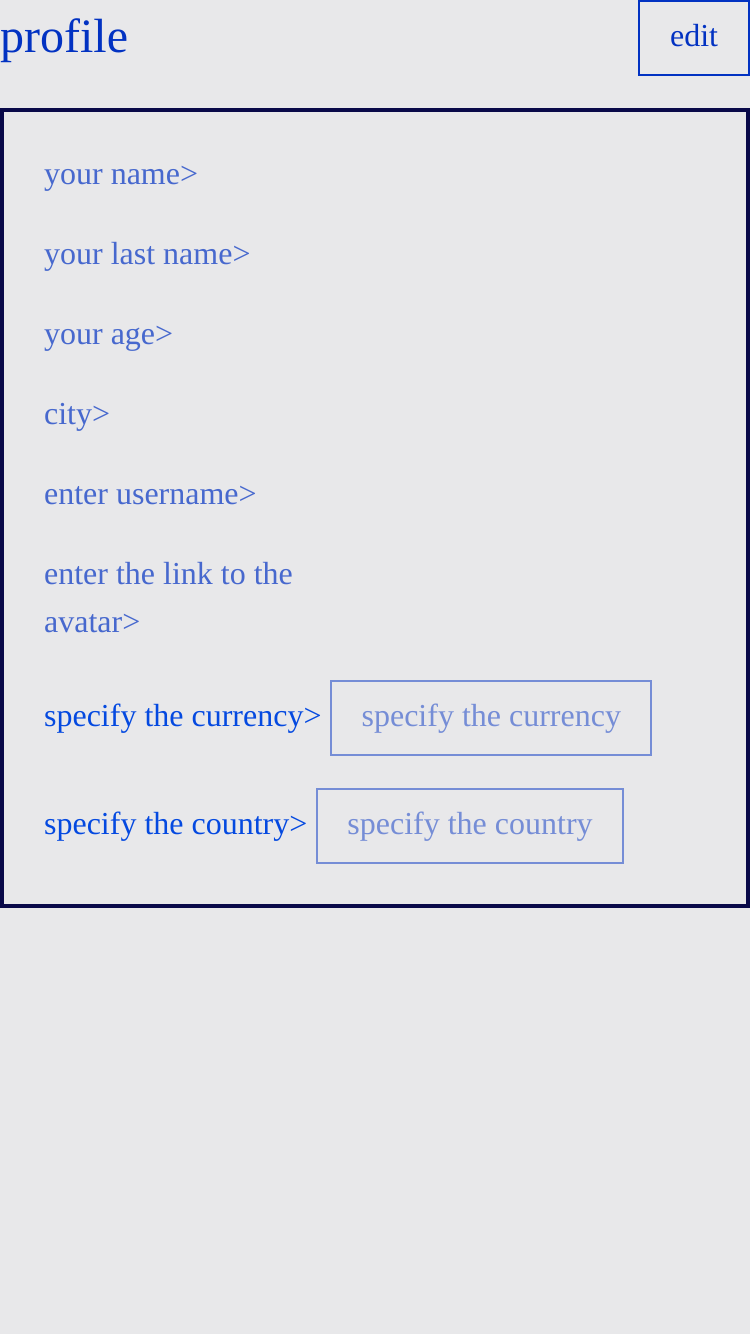 profile
edit
your name>
your last name>
your age>
city>
enter username>
enter the link to the
avatar>
specify the currency> specify the currency
specify the country> specify the country